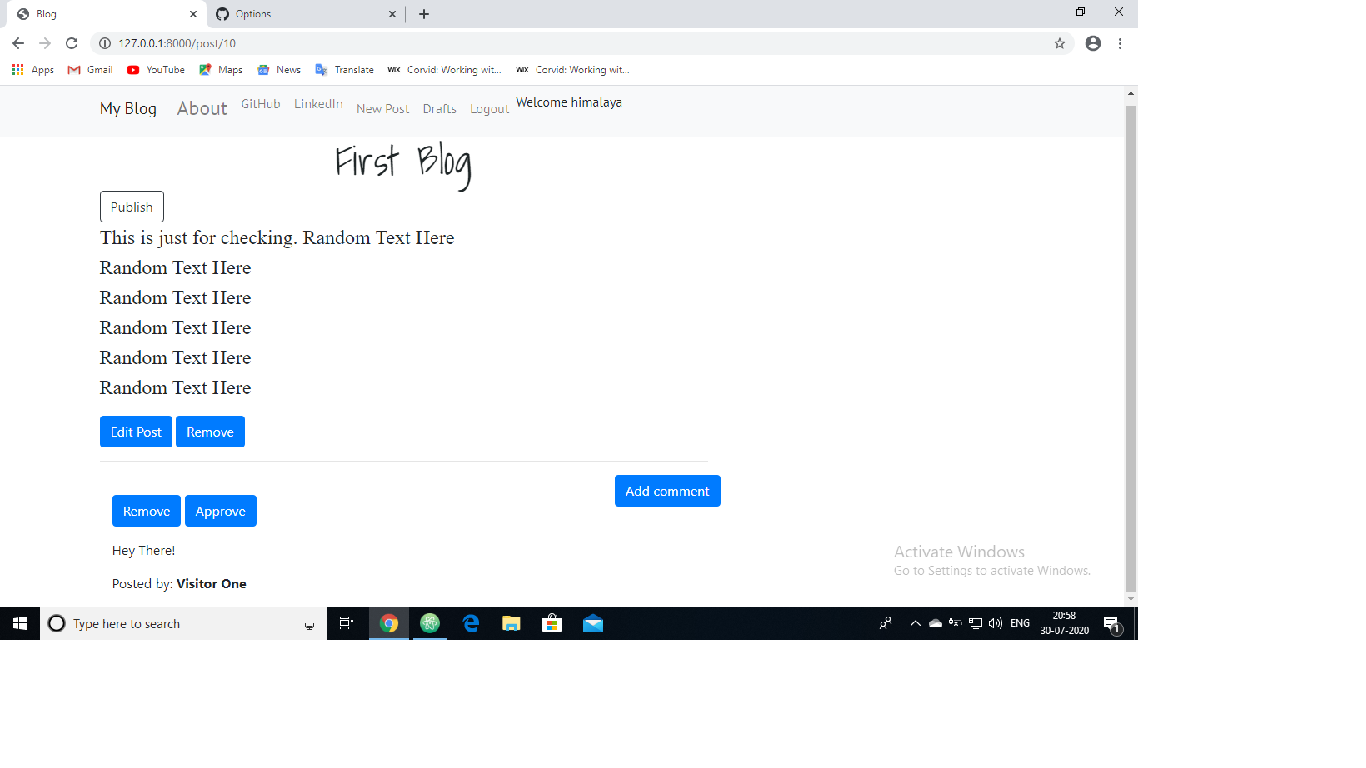 Blog
Options
127.0.0.1:8000/post/10
Apps Gmail YouTube Maps News Translate WIX Corvid: Working wit... WIX Corvid: Working wit...
My Blog About GitHub LinkedIn New Post Drafts Logout Welcome himalaya
First Blog
Publish
This is just for checking. Random Text Here
Random Text Here
Random Text Here
Random Text Here
Random Text Here
Random Text Here
Edit Post Remove
Add comment
Remove Approve
Hey There!
Posted by: Visitor One
Activate Windows
Go to Settings to activate Windows.
Type here to search
ENG
20:58
30-07-2020
1